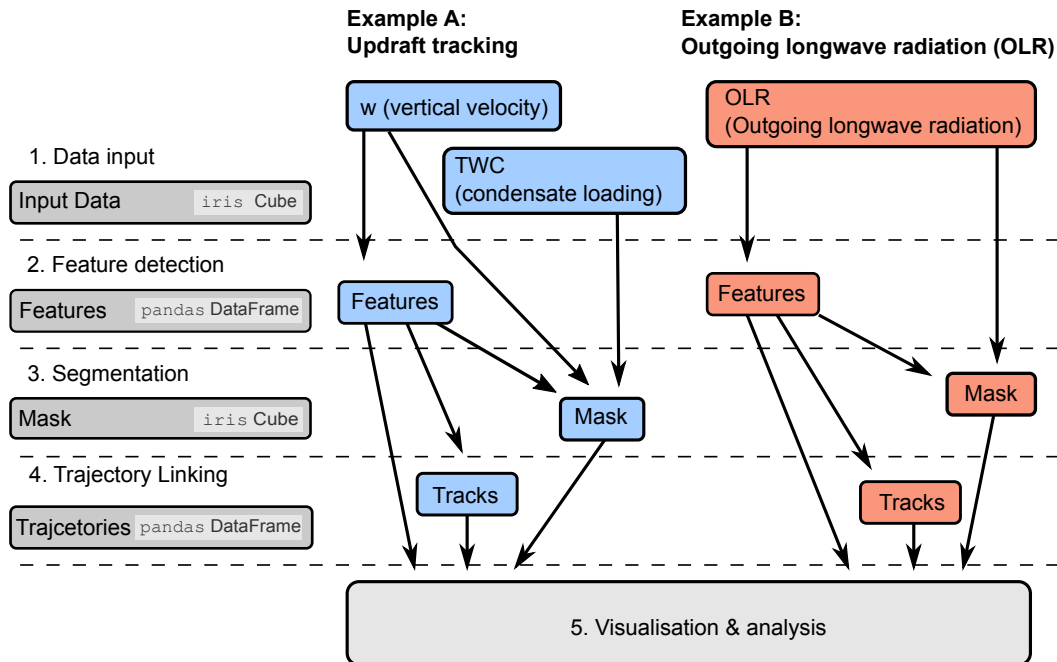 Example A:
Updraft tracking
Example B:
Outgoing longwave radiation (OLR)
w (vertical velocity)
OLR
(Outgoing longwave radiation)
1. Data input
TWC
(condensate loading)
Input Data iris Cube
2. Feature detection
Features pandas DataFrame
Features
Features
3. Segmentation
Mask iris Cube
Mask
Mask
4. Trajectory Linking
Trajcetories pandas DataFrame
Tracks
Tracks
5. Visualisation & analysis